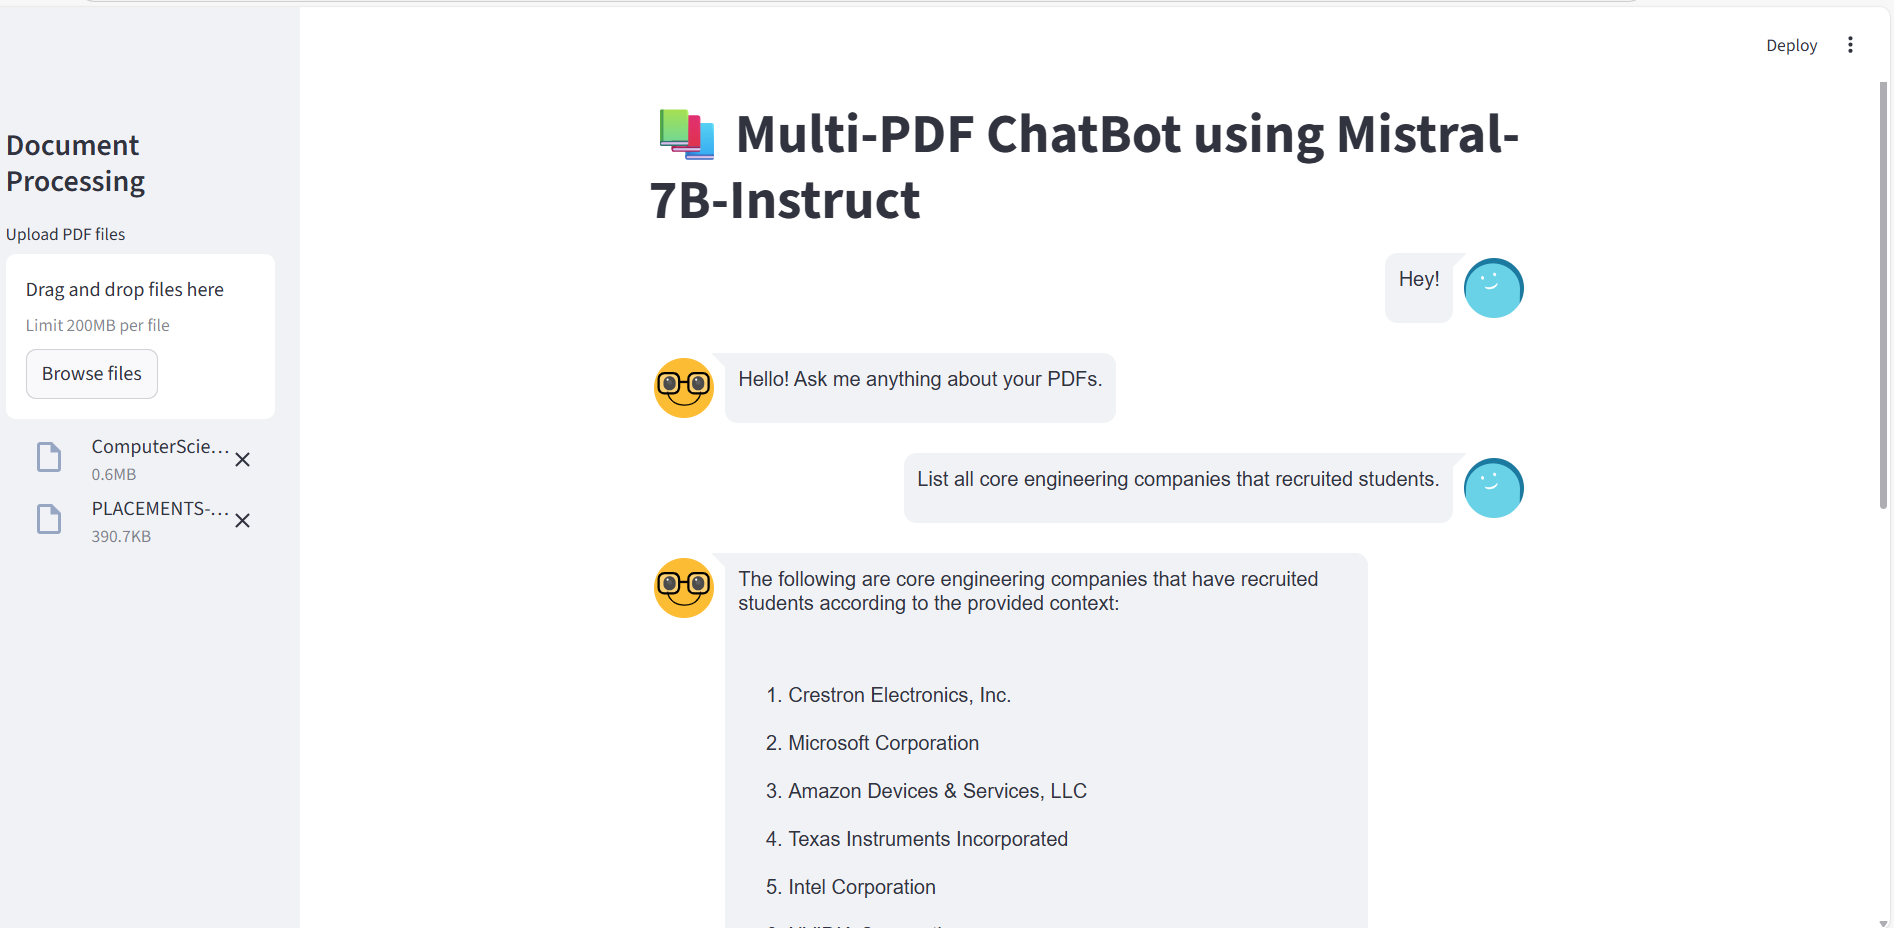 Deploy
Document
Processing
Upload PDF files
Drag and drop files here
Limit 200MB per file
Browse files
ComputerScie...
0.6MB
PLACEMENTS-...
390.7KB
Multi-PDF ChatBot using Mistral-
7B-Instruct
Hey!
Hello! Ask me anything about your PDFs.
List all core engineering companies that recruited students.
The following are core engineering companies that have recruited
students according to the provided context:
1. Crestron Electronics, Inc.
2. Microsoft Corporation
3. Amazon Devices & Services, LLC
4. Texas Instruments Incorporated
5. Intel Corporation